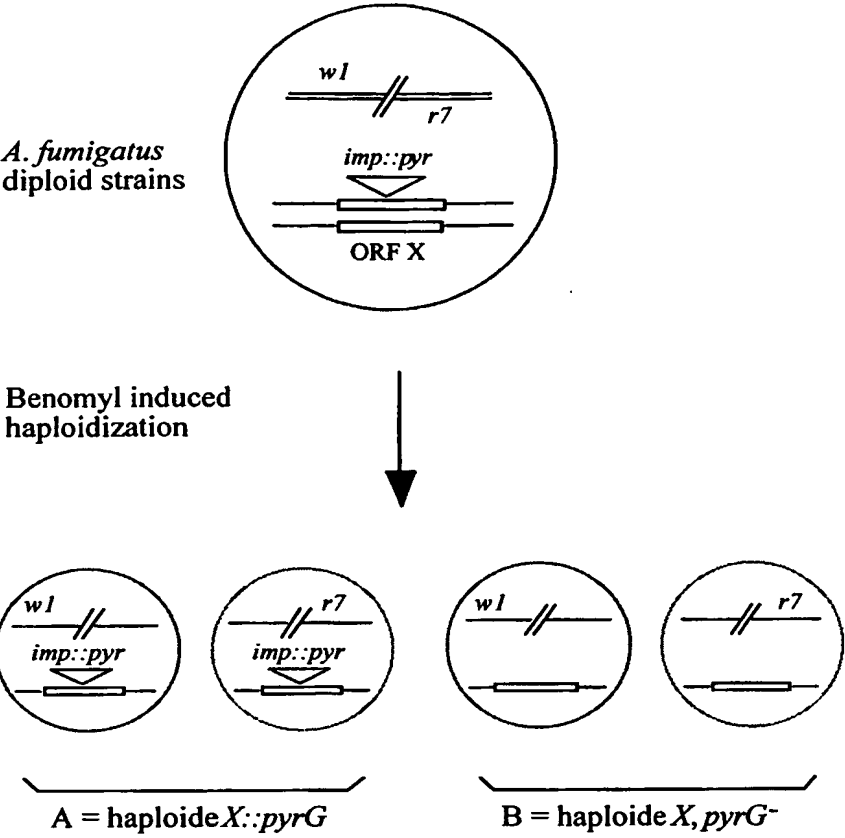 w1
r7
A. fumigatus
diploid strains
imp::pyr
ORF X
Benomyl induced
haploidization
w1
r7
w1
r7
imp::pyr
imp::pyr
A = haploide X::pyrG
B = haploide X, pyrG-